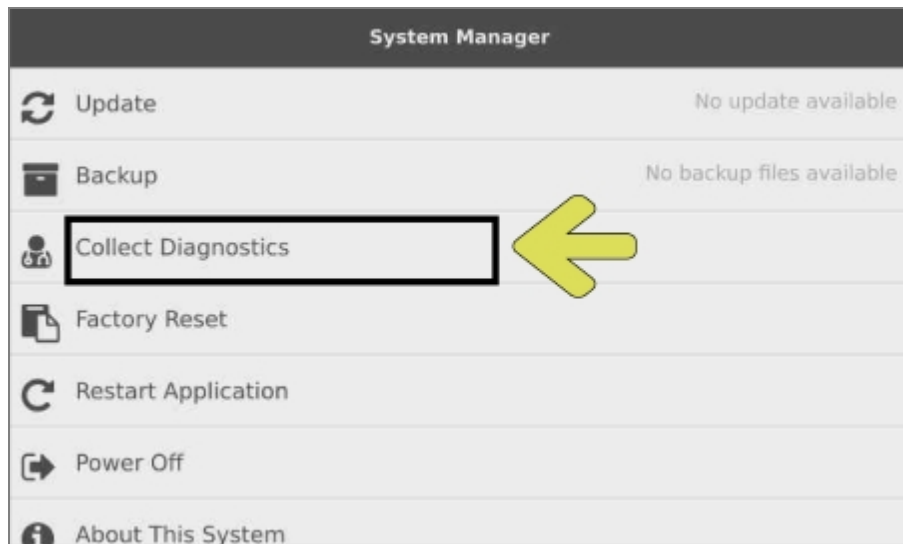 System Manager
Update No update available
Backup No backup files available
Collect Diagnostics
Factory Reset
Restart Application
Power Off
About This System